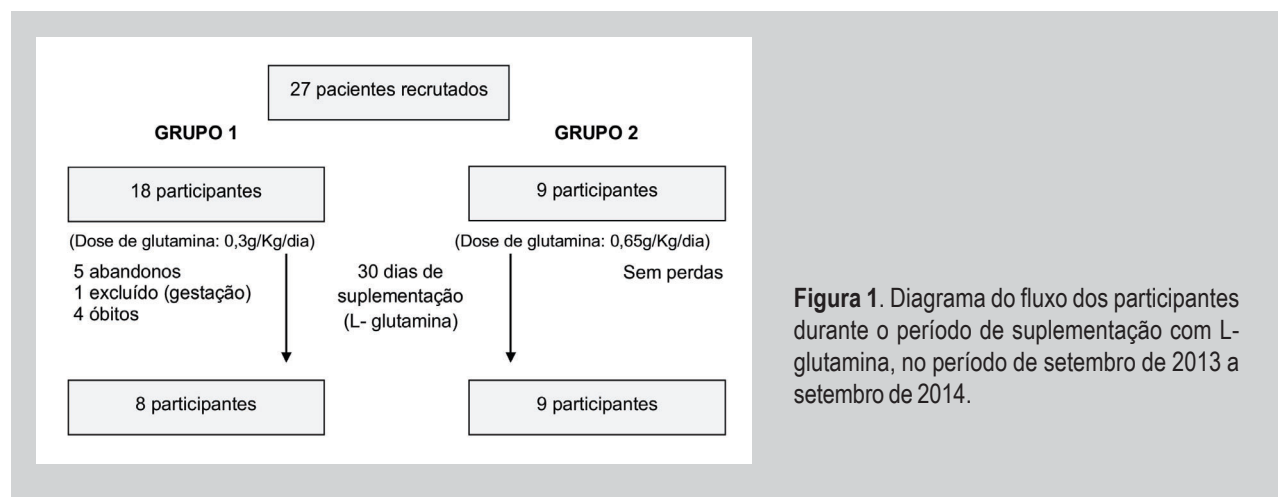 27 pacientes recrutados
GRUPO 1
GRUPO 2
18 participantes
9 participantes
(Dose de glutamina: 0,3g/Kg/dia)
(Dose de glutamina: 0,65g/Kg/dia)
5 abandonos
1 excluído (gestação)
4 óbitos
30 dias de
suplementação
(L- glutamina)
Sem perdas
8 participantes
9 participantes
Figura 1. Diagrama do fluxo dos participantes
durante o período de suplementação com L-
glutamina, no período de setembro de 2013 a
setembro de 2014.